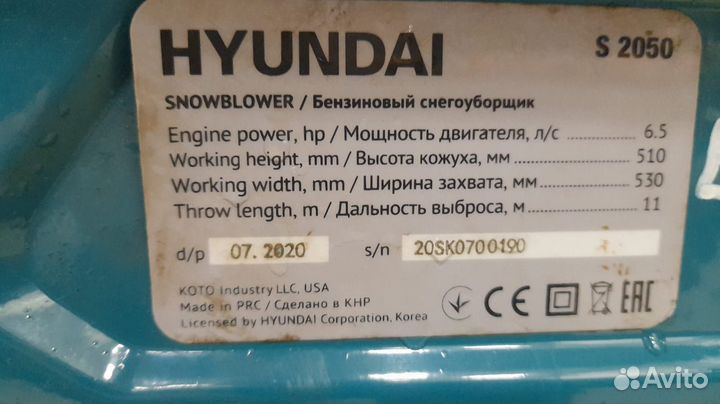 HYUNDAI S 2050
SNOWBLOWER / Бензиновый снегоуборщик
Engine power, hp / Мощность двигателя, л/с 6.5
Working height, mm / Высота кожуха, мм 510
Working width, mm / Ширина захвата, мм 530
Throw length, m / Дальность выброса, м 11
d/p 07. 2020 s/n 20SK0700190
KOTO Industry LLC, USA
Made in PRC / Сделано в КНР
Licensed by HYUNDAI Corporation, Korea
CE EAC
Avito